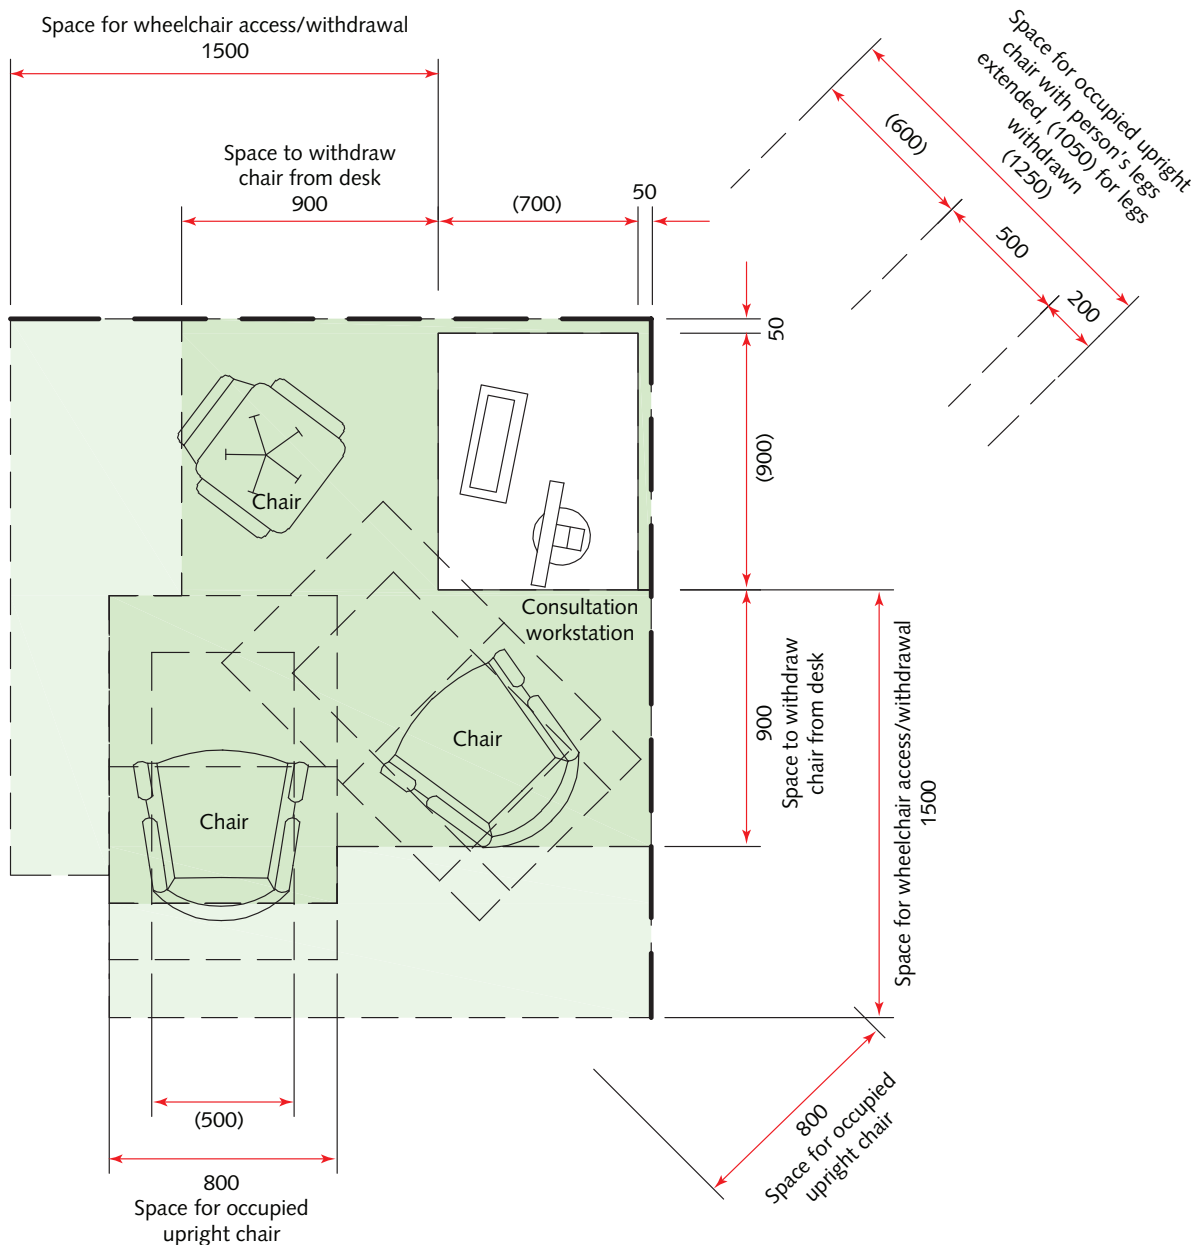 Space for wheelchair access/withdrawal
1500
Space to withdraw
chair from desk
900
(700)
50
Space for occupied upright
chair with person's legs
extended, (1050) for legs
withdrawn
(1250)
(600)
500
200
50
(900)
Chair
Consultation
workstation
Chair
Chair
900
Space to withdraw
chair from desk
Space for wheelchair access/withdrawal
1500
(500)
800
Space for occupied
upright chair
800
Space for occupied
upright chair